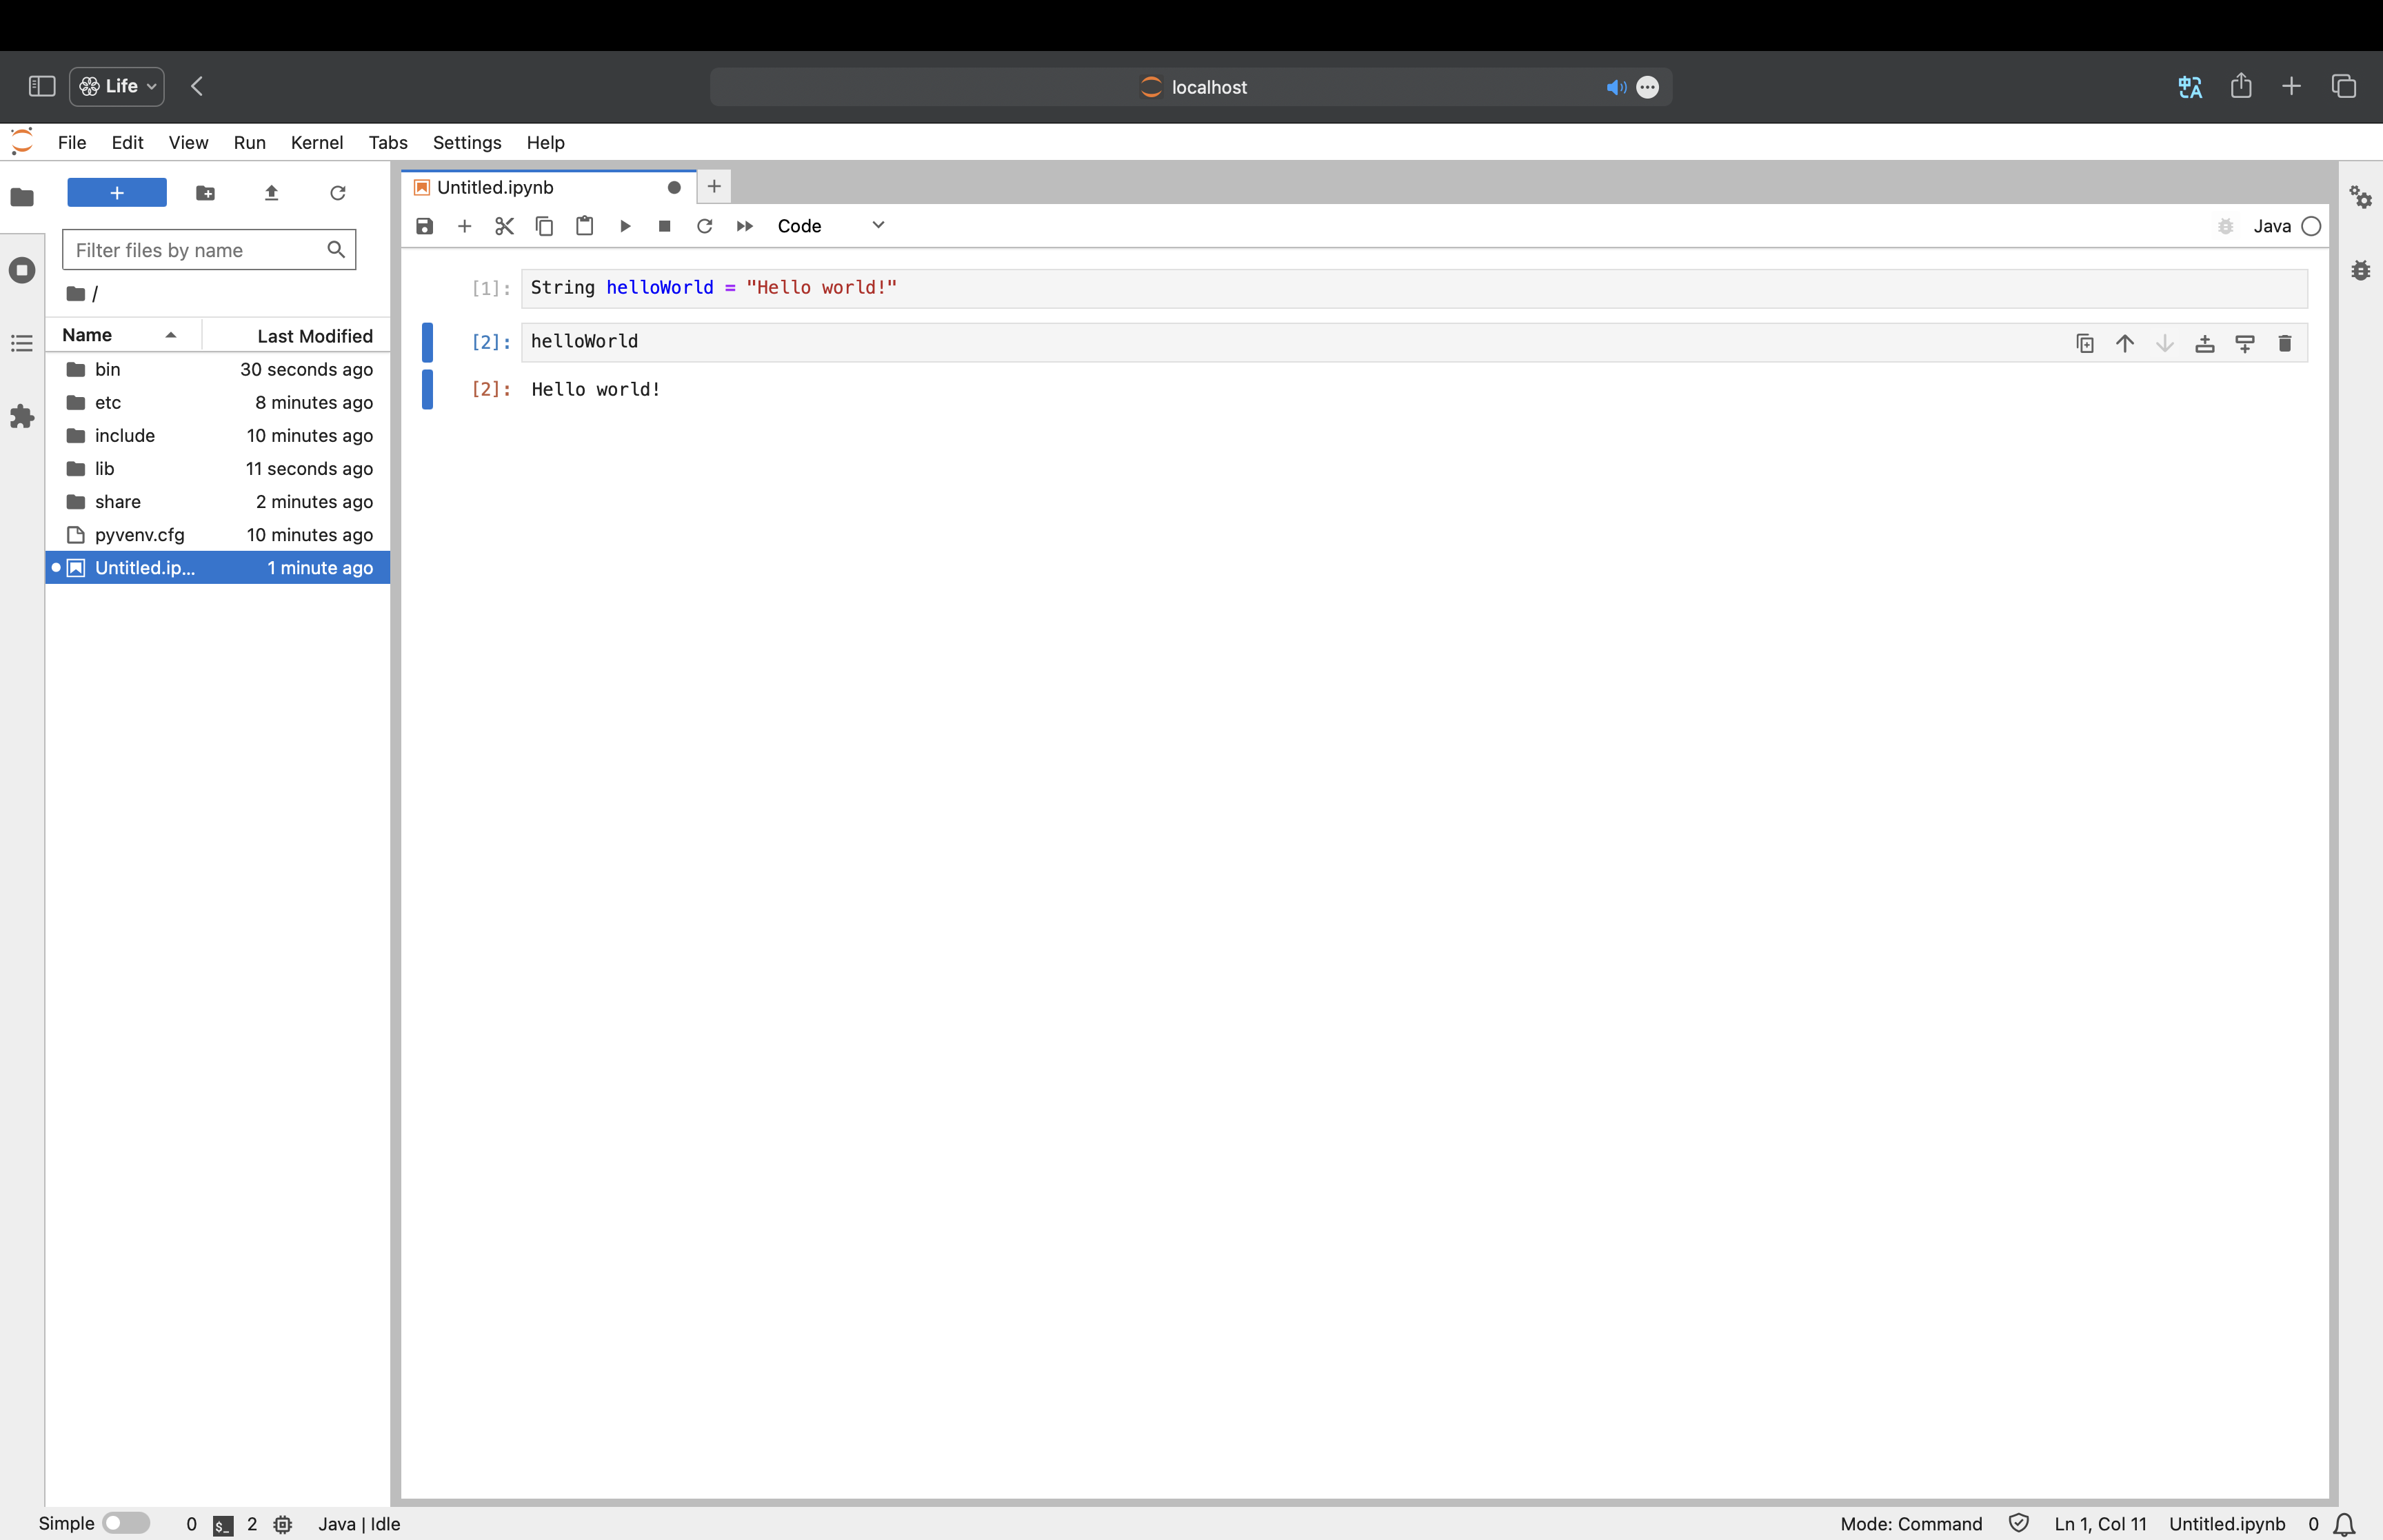 Life
localhost
File Edit View Run Kernel Tabs Settings Help
Untitled.ipynb
Code
Java
Filter files by name
/
Name Last Modified
bin 30 seconds ago
etc 8 minutes ago
include 10 minutes ago
lib 11 seconds ago
share 2 minutes ago
pyvenv.cfg 10 minutes ago
Untitled.ip... 1 minute ago
[1]: String helloWorld = "Hello world!"
[2]: helloWorld
[2]: Hello world!
Simple 0 $_ 2 Java | Idle Mode: Command Ln 1, Col 11 Untitled.ipynb 0